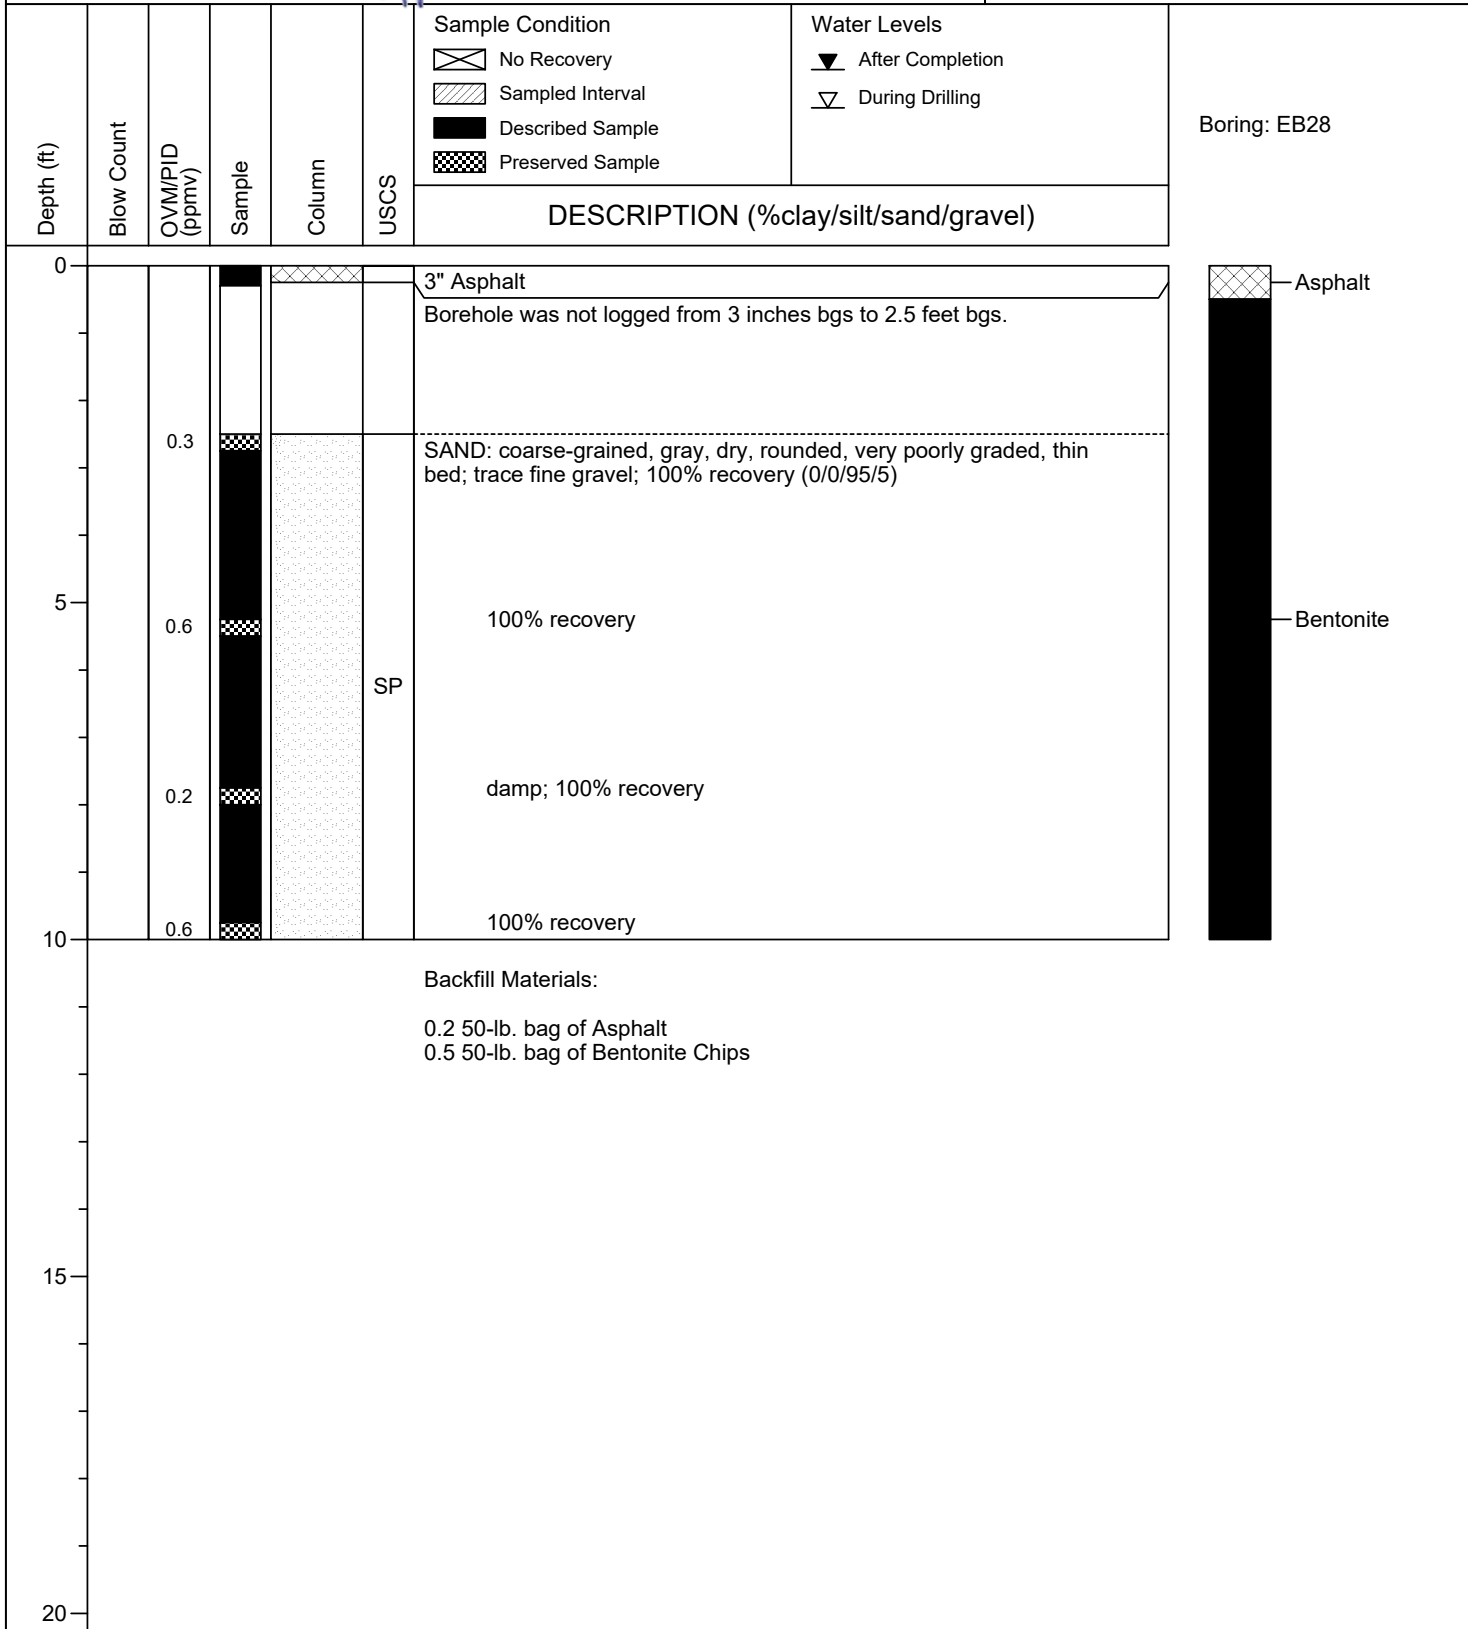 Sample Condition
No Recovery
Sampled Interval
Described Sample
Preserved Sample
Water Levels
After Completion
During Drilling
Boring: EB28
Depth (ft)
Blow Count
OVM/PID
(ppmv)
Sample
Column
USCS
DESCRIPTION (%clay/silt/sand/gravel)
0
3" Asphalt
Asphalt
Borehole was not logged from 3 inches bgs to 2.5 feet bgs.
0.3
SAND: coarse-grained, gray, dry, rounded, very poorly graded, thin
bed; trace fine gravel; 100% recovery (0/0/95/5)
5
0.6
100% recovery
Bentonite
SP
0.2
damp; 100% recovery
0.6
100% recovery
10
Backfill Materials:
0.2 50-lb. bag of Asphalt
0.5 50-lb. bag of Bentonite Chips
15
20